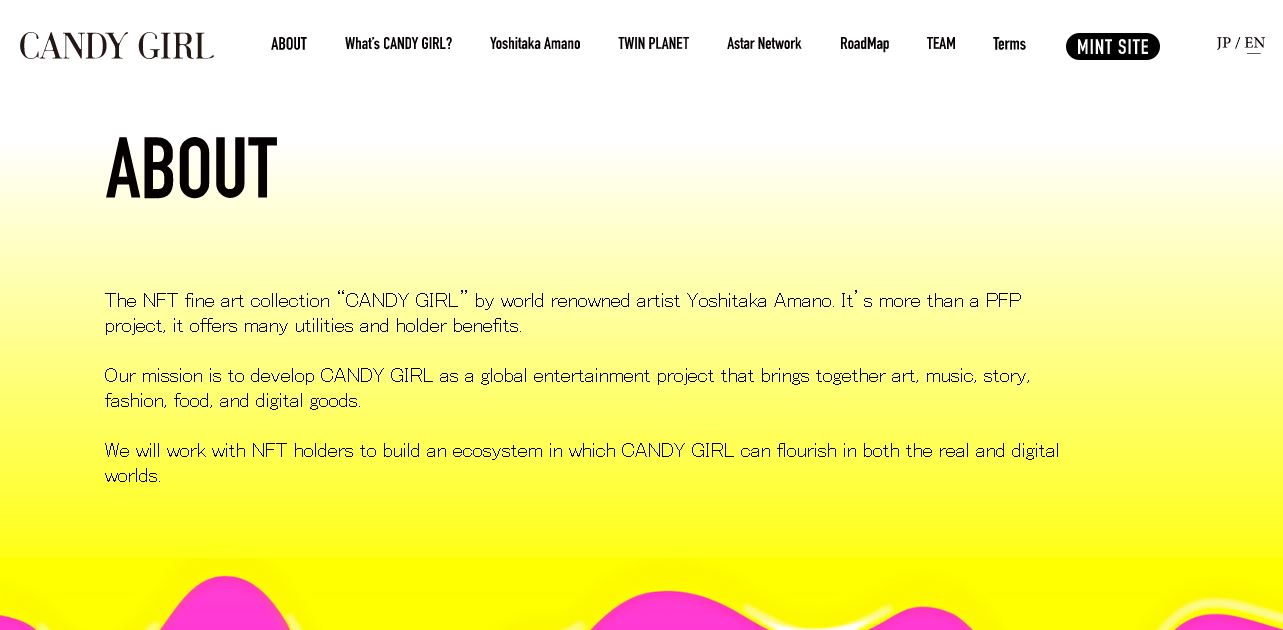 CANDY GIRL ABOUT What's CANDY GIRL? Yoshitaka Amano TWIN PLANET Astar Network RoadMap TEAM Terms MINT SITE JP / EN
ABOUT
The NFT fine art collection “CANDY GIRL” by world renowned artist Yoshitaka Amano. It’s more than a PFP
project, it offers many utilities and holder benefits.
Our mission is to develop CANDY GIRL as a global entertainment project that brings together art, music, story,
fashion, food, and digital goods.
We will work with NFT holders to build an ecosystem in which CANDY GIRL can flourish in both the real and digital
worlds.